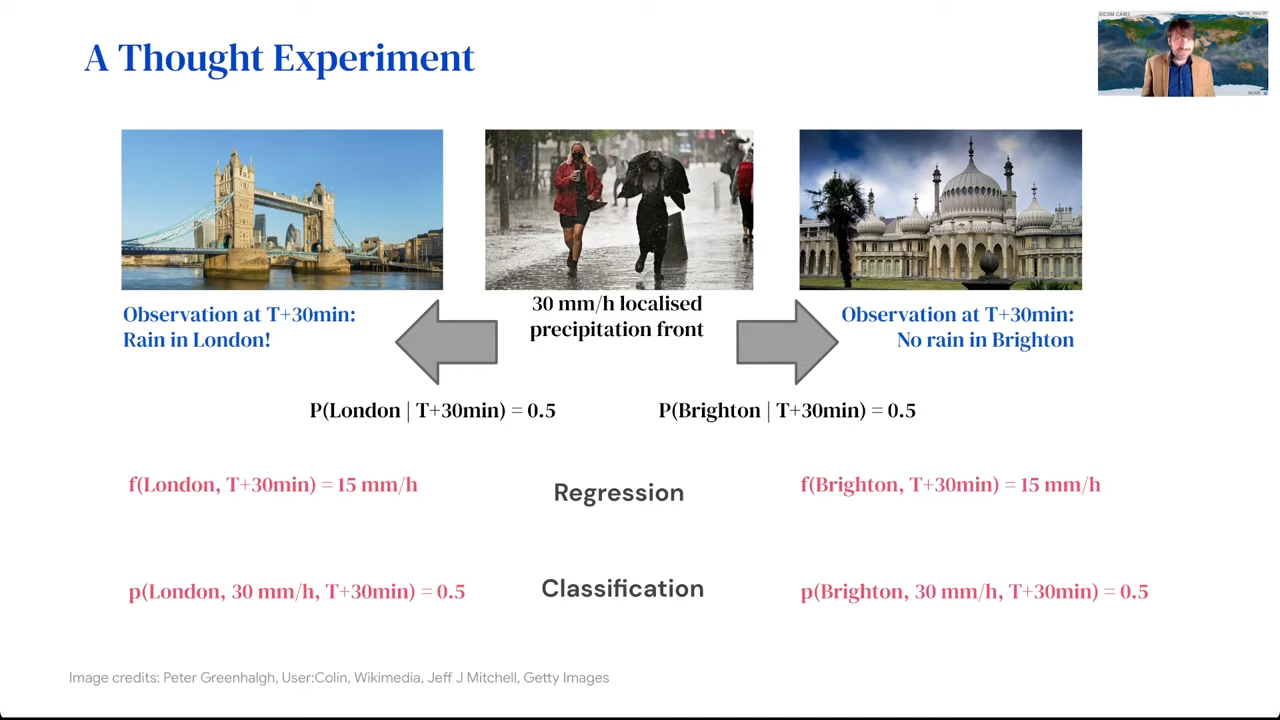 A Thought Experiment
30 mm/h localised
precipitation front
Observation at T+30min:
Rain in London!
Observation at T+30min:
No rain in Brighton
P(London | T+30min) = 0.5
P(Brighton | T+30min) = 0.5
f(London, T+30min) = 15 mm/h
Regression
f(Brighton, T+30min) = 15 mm/h
p(London, 30 mm/h, T+30min) = 0.5
Classification
p(Brighton, 30 mm/h, T+30min) = 0.5
Image credits: Peter Greenhalgh, User:Colin, Wikimedia, Jeff J Mitchell, Getty Images